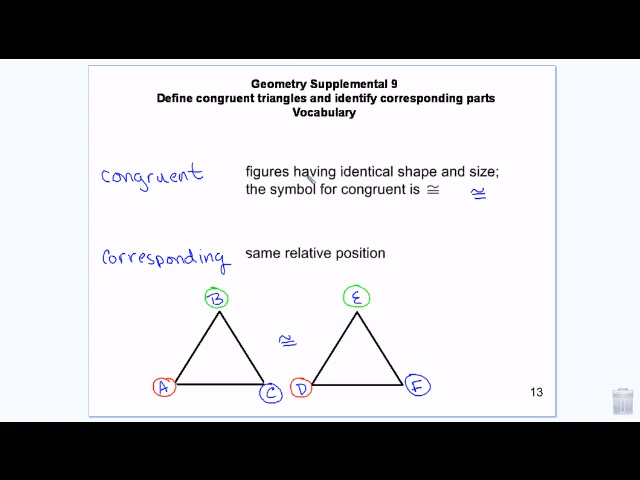 Geometry Supplemental 9
Define congruent triangles and identify corresponding parts
Vocabulary
congruent
figures having identical shape and size;
the symbol for congruent is ≅ ≅
corresponding
same relative position
B E
≅
A C D F
13